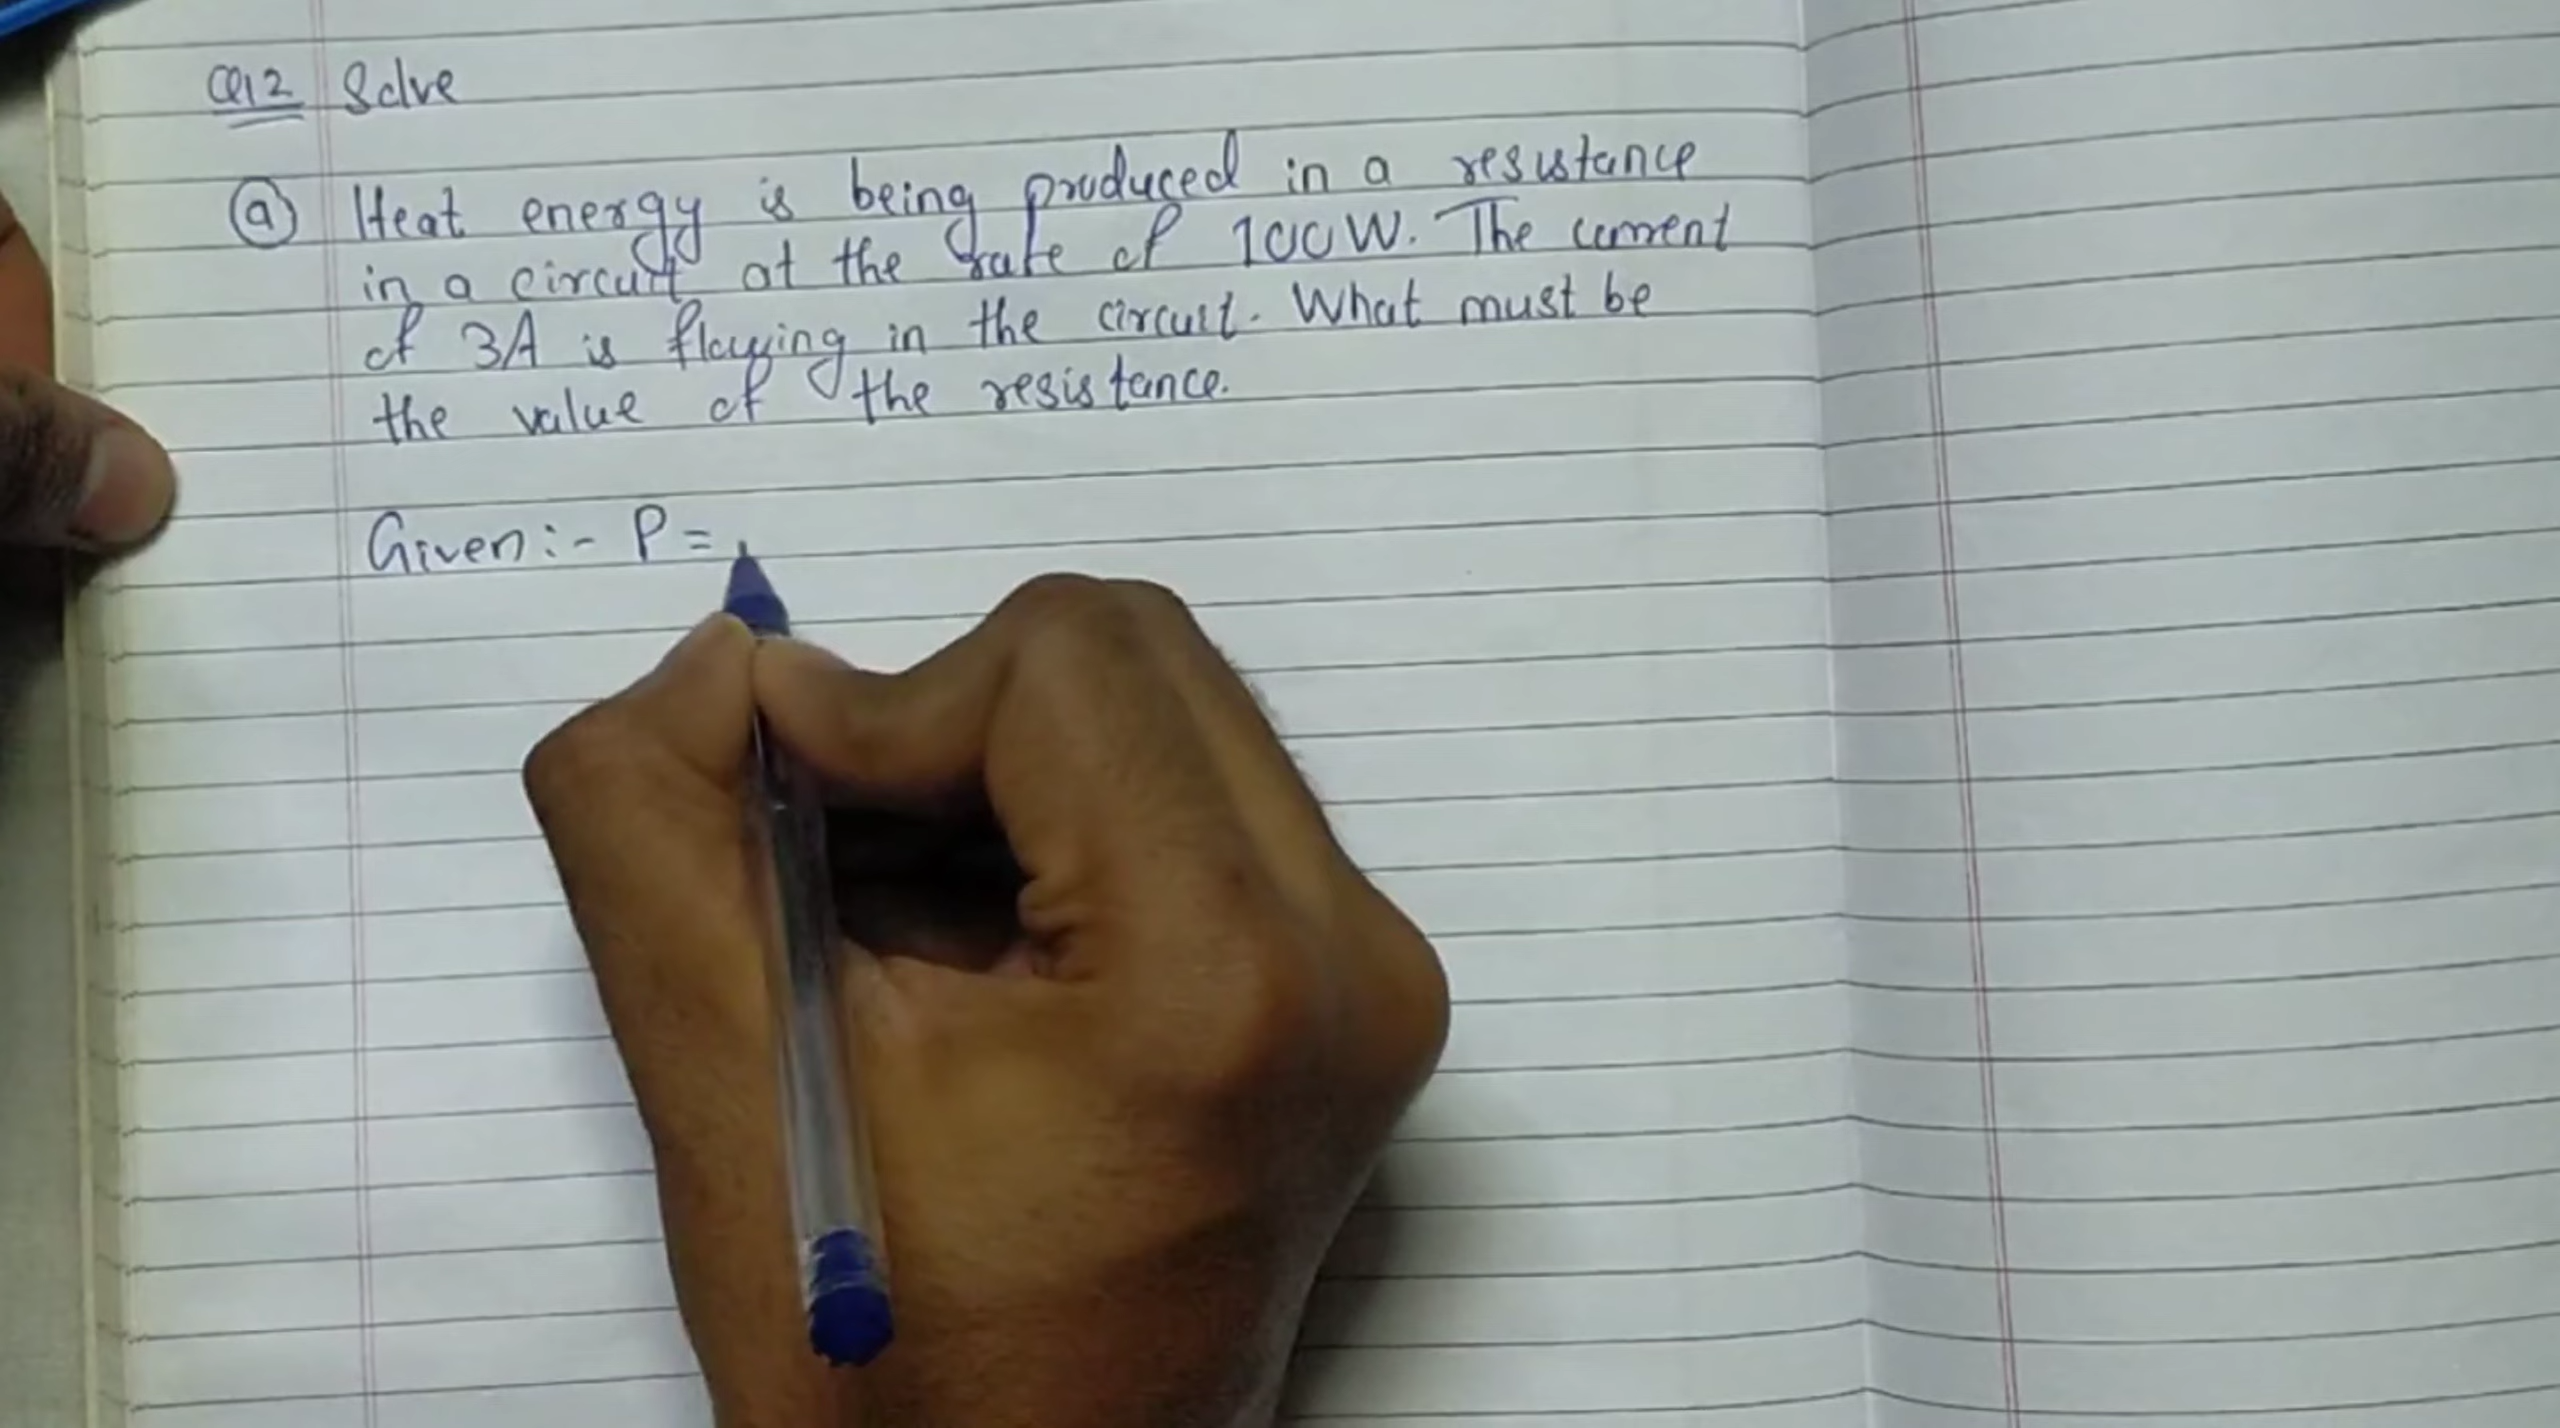 Q12 Solve
(a) Heat energy is being produced in a resistance
in a circuit at the rate of 100W. The current
of 3A is flowing in the circuit. What must be
the value of the resistance.
Given:- P =